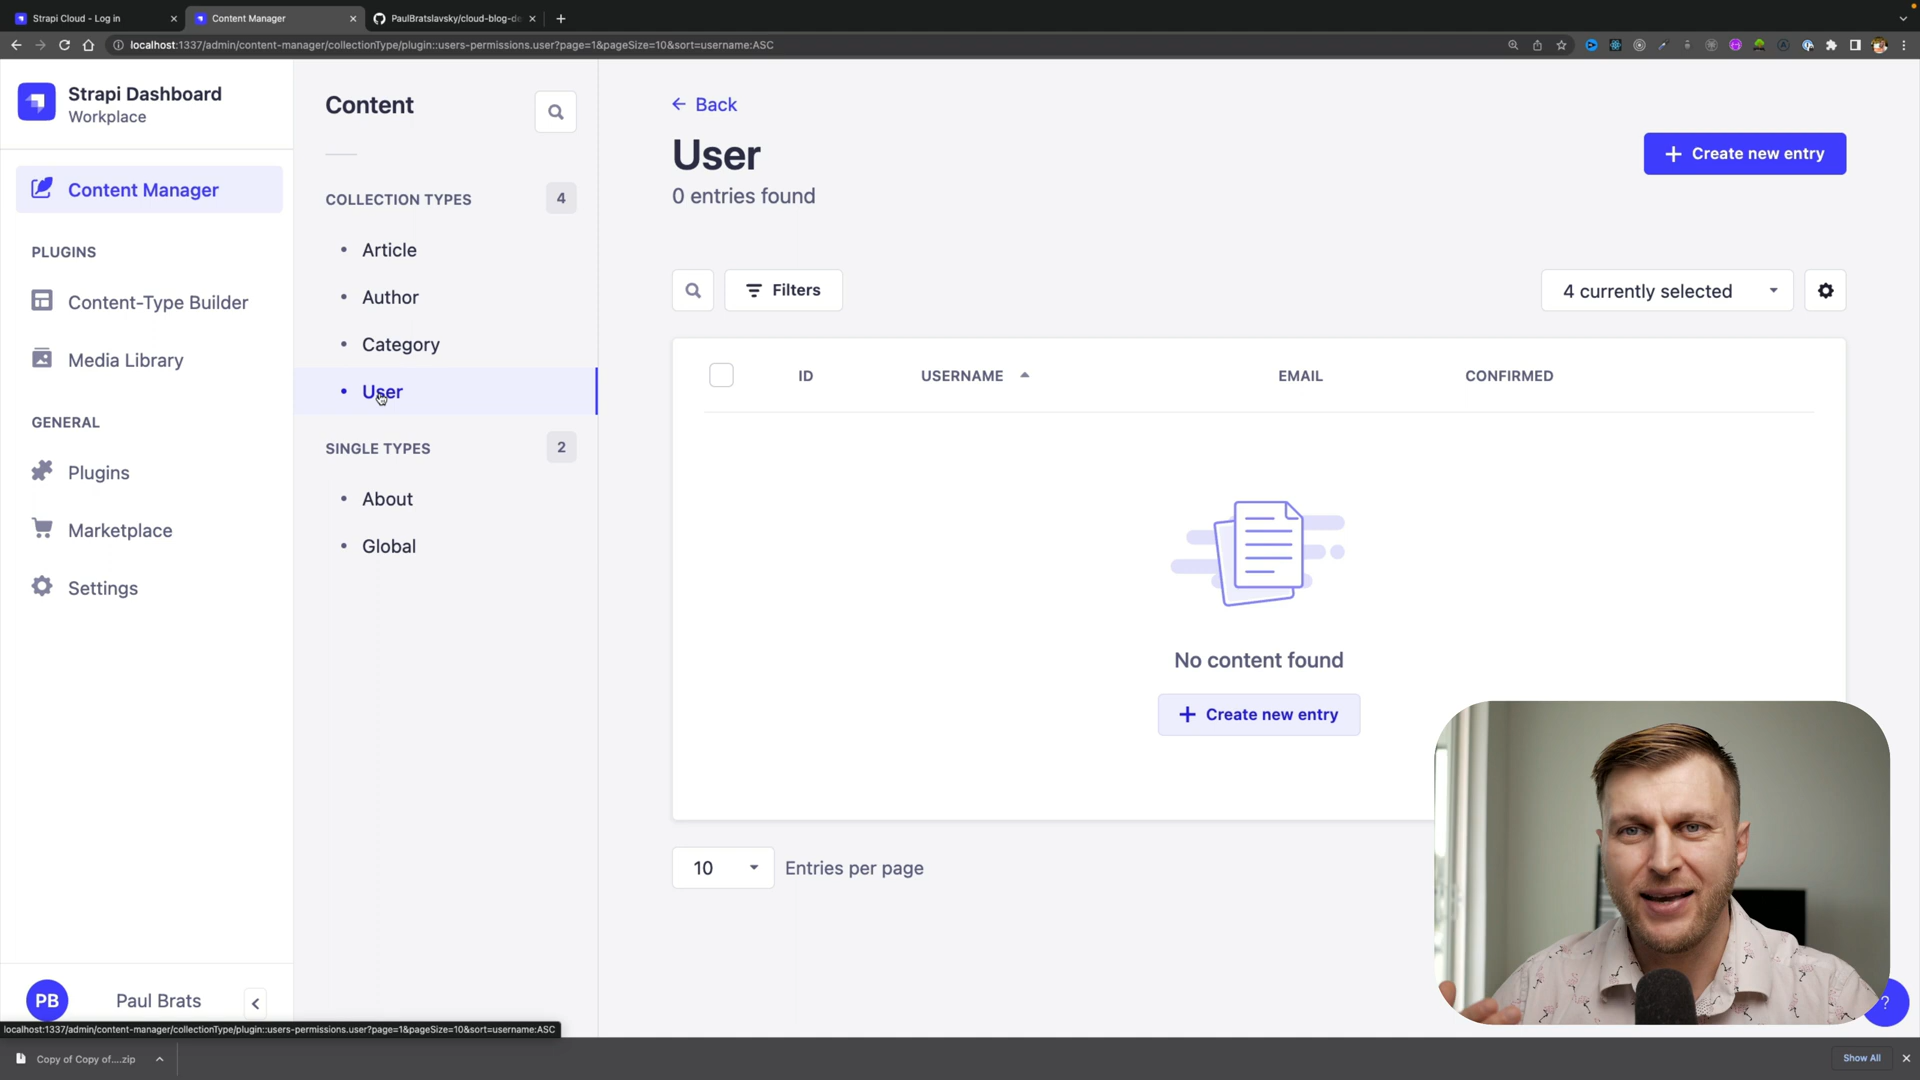 Strapi Cloud - Log in
Content Manager
PaulBratslavsky/cloud-blog-de
localhost:1337/admin/content-manager/collectionType/plugin::users-permissions.user?page=1&pageSize=10&sort=username:ASC
Strapi Dashboard
Workplace
Content Manager
PLUGINS
Content-Type Builder
Media Library
GENERAL
Plugins
Marketplace
Settings
PB
Paul Brats
Content
COLLECTION TYPES 4
Article
Author
Category
User
SINGLE TYPES 2
About
Global
Back
User
0 entries found
Create new entry
Filters
4 currently selected
ID USERNAME EMAIL CONFIRMED
No content found
Create new entry
10 Entries per page
?
localhost:1337/admin/content-manager/collectionType/plugin::users-permissions.user?page=1&pageSize=10&sort=username:ASC
Copy of Copy of....zip
Show All